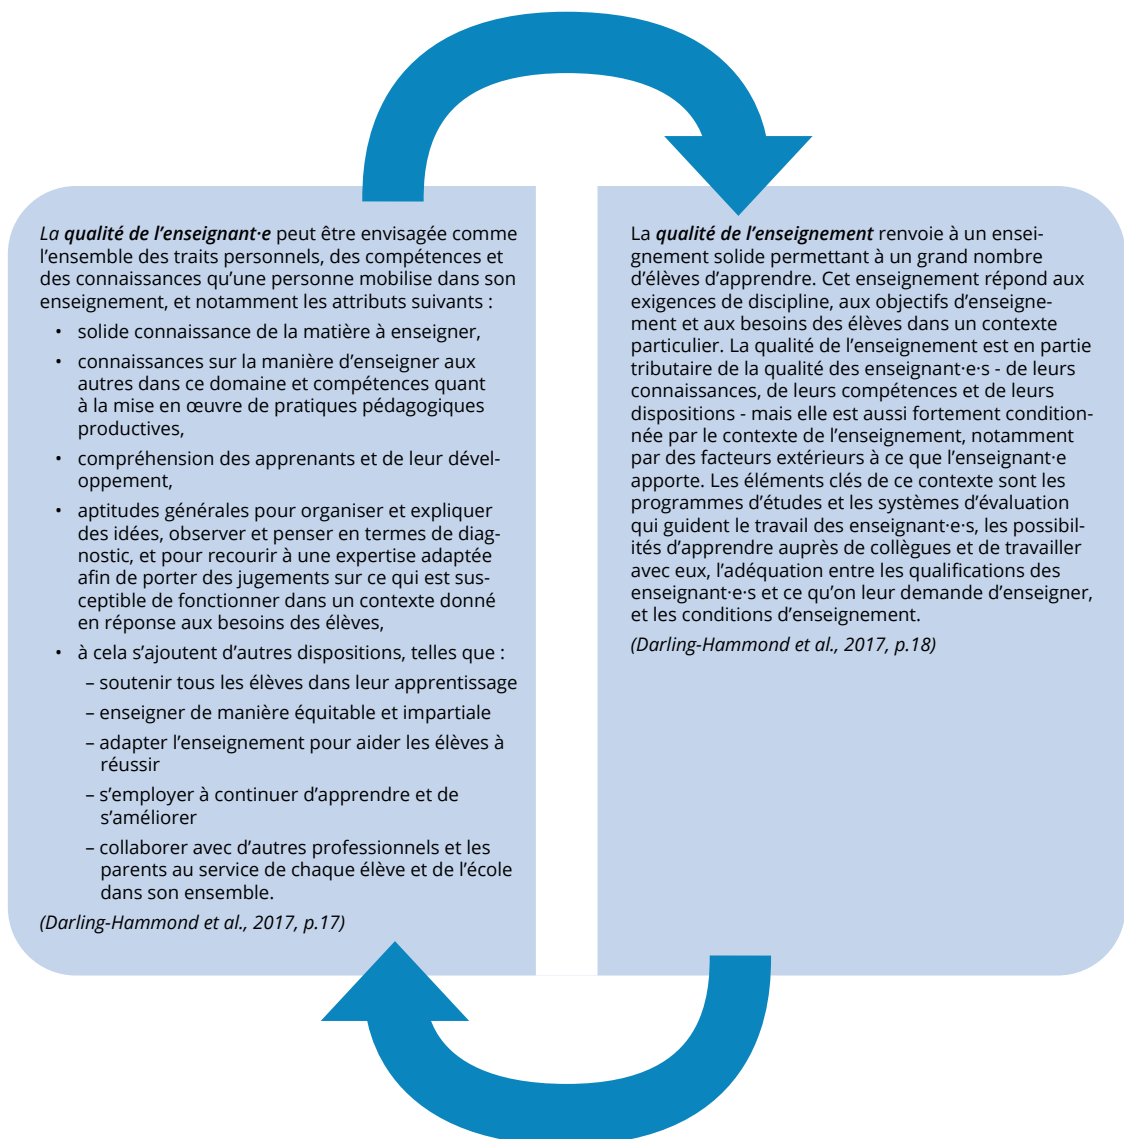 La qualité de l’enseignant·e peut être envisagée comme
l’ensemble des traits personnels, des compétences et
des connaissances qu’une personne mobilise dans son
enseignement, et notamment les attributs suivants :
• solide connaissance de la matière à enseigner,
• connaissances sur la manière d’enseigner aux
autres dans ce domaine et compétences quant
à la mise en œuvre de pratiques pédagogiques
productives,
• compréhension des apprenants et de leur dével-
oppement,
• aptitudes générales pour organiser et expliquer
des idées, observer et penser en termes de diag-
nostic, et pour recourir à une expertise adaptée
afin de porter des jugements sur ce qui est sus-
ceptible de fonctionner dans un contexte donné
en réponse aux besoins des élèves,
• à cela s’ajoutent d’autres dispositions, telles que :
– soutenir tous les élèves dans leur apprentissage
– enseigner de manière équitable et impartiale
– adapter l’enseignement pour aider les élèves à
réussir
– s’employer à continuer d’apprendre et de
s’améliorer
– collaborer avec d’autres professionnels et les
parents au service de chaque élève et de l’école
dans son ensemble.
(Darling-Hammond et al., 2017, p.17)
La qualité de l’enseignement renvoie à un ensei-
gnement solide permettant à un grand nombre
d’élèves d’apprendre. Cet enseignement répond aux
exigences de discipline, aux objectifs d’enseigne-
ment et aux besoins des élèves dans un contexte
particulier. La qualité de l’enseignement est en partie
tributaire de la qualité des enseignant·e·s - de leurs
connaissances, de leurs compétences et de leurs
dispositions - mais elle est aussi fortement condition-
née par le contexte de l’enseignement, notamment
par des facteurs extérieurs à ce que l’enseignant·e
apporte. Les éléments clés de ce contexte sont les
programmes d’études et les systèmes d’évaluation
qui guident le travail des enseignant·e·s, les possibil-
ités d’apprendre auprès de collègues et de travailler
avec eux, l’adéquation entre les qualifications des
enseignant·e·s et ce qu’on leur demande d’enseigner,
et les conditions d’enseignement.
(Darling-Hammond et al., 2017, p.18)